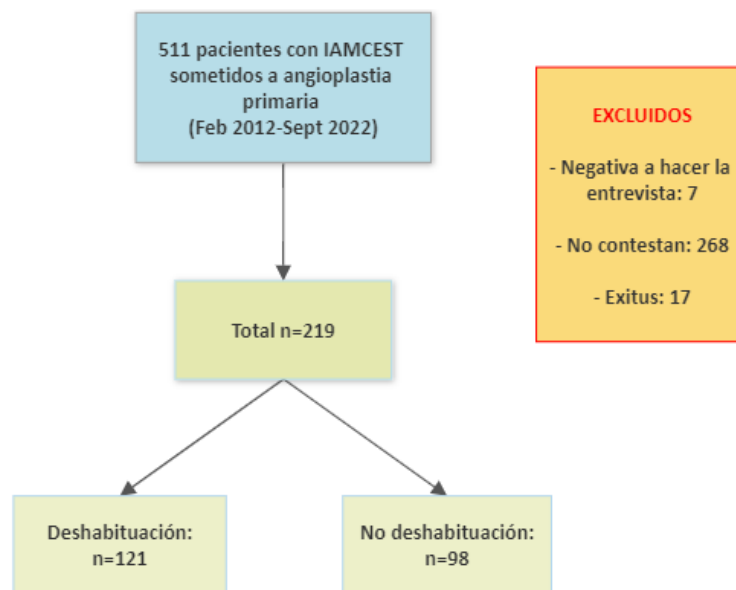 511 pacientes con IAMCEST
sometidos a angioplastia
primaria
(Feb 2012-Sept 2022)
EXCLUIDOS
- Negativa a hacer la
entrevista: 7
- No contestan: 268
- Exitus: 17
Total n=219
Deshabituación:
n=121
No deshabituación:
n=98